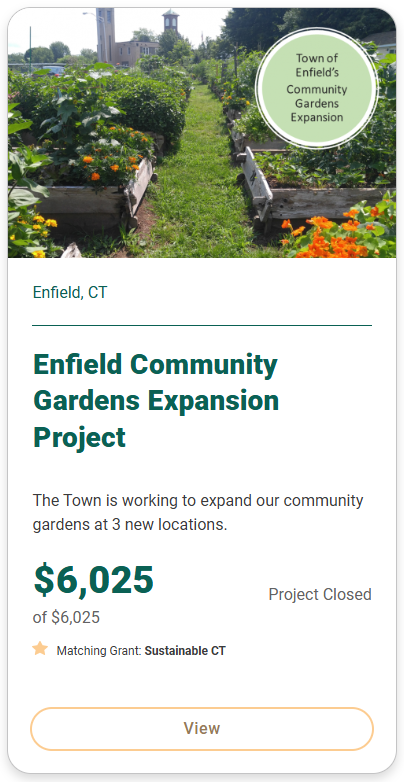 Town of
Enfield's
Community
Gardens
Expansion
Enfield, CT
Enfield Community
Gardens Expansion
Project
The Town is working to expand our community
gardens at 3 new locations.
$6,025
Project Closed
of $6,025
Matching Grant: Sustainable CT
View